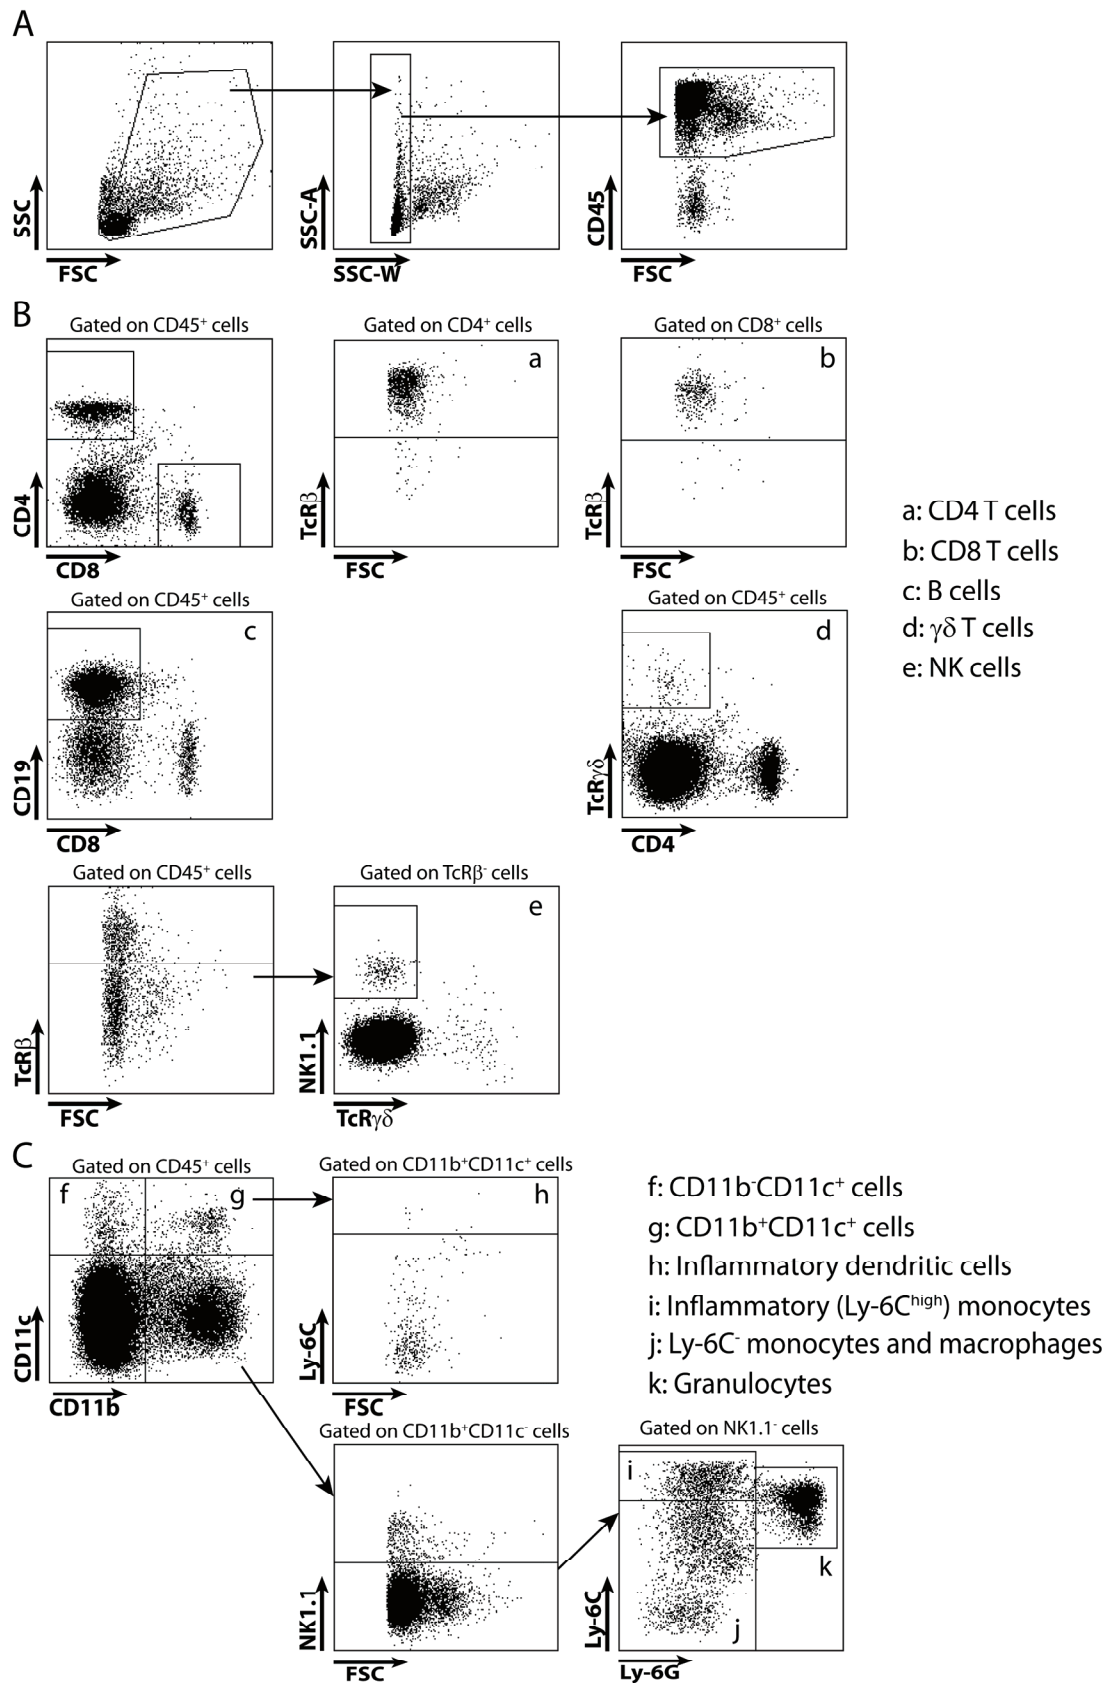 A
SSC
FSC
SSC-A
SSC-W
CD45
FSC
B
Gated on CD45⁺ cells
CD4
CD8
Gated on CD4⁺ cells
a
TcRβ
FSC
Gated on CD8⁺ cells
b
TcRβ
FSC
a: CD4 T cells
b: CD8 T cells
c: B cells
d: γδ T cells
e: NK cells
Gated on CD45⁺ cells
c
CD19
CD8
Gated on CD45⁺ cells
d
TcRγδ
CD4
Gated on CD45⁺ cells
TcRβ
FSC
Gated on TcRβ⁻ cells
e
NK1.1
TcRγδ
C
Gated on CD45⁺ cells
f
g
CD11c
CD11b
Gated on CD11b⁺CD11c⁺ cells
h
Ly-6C
FSC
f: CD11b⁻CD11c⁺ cells
g: CD11b⁺CD11c⁺ cells
h: Inflammatory dendritic cells
i: Inflammatory (Ly-6Cʰⁱᵍʰ) monocytes
j: Ly-6C⁻ monocytes and macrophages
k: Granulocytes
Gated on CD11b⁺CD11c⁻ cells
NK1.1
FSC
Gated on NK1.1⁻ cells
i
k
j
Ly-6C
Ly-6G